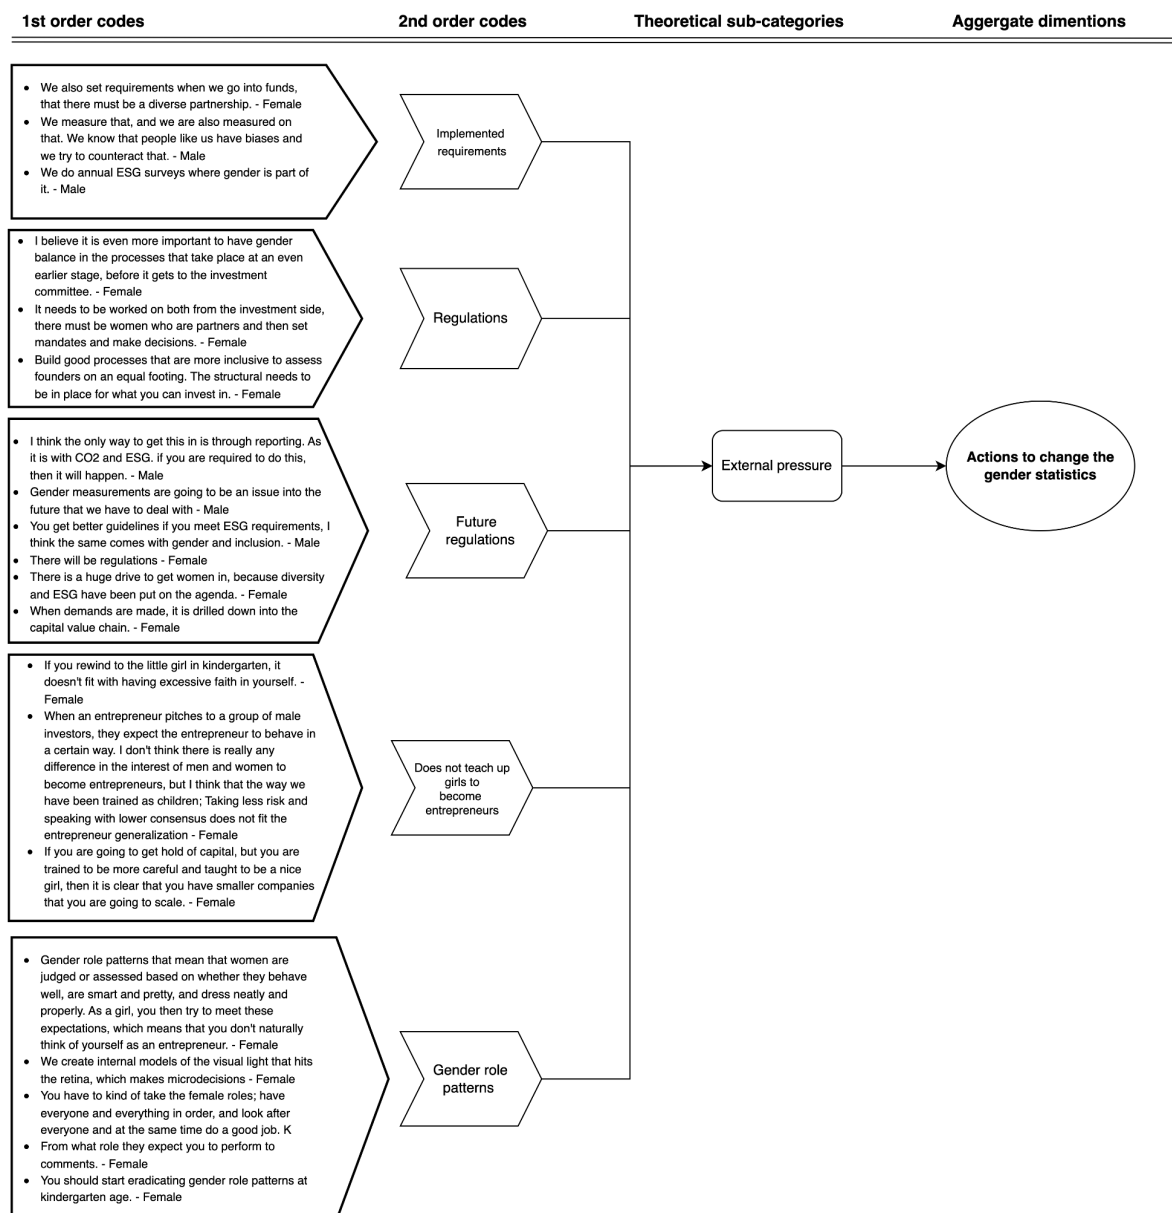 1st order codes
2nd order codes
Theoretical sub-categories
Aggergate dimentions
• We also set requirements when we go into funds,
that there must be a diverse partnership. - Female
• We measure that, and we are also measured on
that. We know that people like us have biases and
we try to counteract that. - Male
• We do annual ESG surveys where gender is part of
it. - Male
Implemented
requirements
• I believe it is even more important to have gender
balance in the processes that take place at an even
earlier stage, before it gets to the investment
committee. - Female
• It needs to be worked on both from the investment side,
there must be women who are partners and then set
mandates and make decisions. - Female
• Build good processes that are more inclusive to assess
founders on an equal footing. The structural needs to
be in place for what you can invest in. - Female
Regulations
• I think the only way to get this in is through reporting. As
it is with CO2 and ESG. if you are required to do this,
then it will happen. - Male
• Gender measurements are going to be an issue into the
future that we have to deal with - Male
• You get better guidelines if you meet ESG requirements, I
think the same comes with gender and inclusion. - Male
• There will be regulations - Female
• There is a huge drive to get women in, because diversity
and ESG have been put on the agenda. - Female
• When demands are made, it is drilled down into the
capital value chain. - Female
Future
regulations
External pressure
Actions to change the
gender statistics
• If you rewind to the little girl in kindergarten, it
doesn't fit with having excessive faith in yourself. -
Female
• When an entrepreneur pitches to a group of male
investors, they expect the entrepreneur to behave in
a certain way. I don't think there is really any
difference in the interest of men and women to
become entrepreneurs, but I think that the way we
have been trained as children; Taking less risk and
speaking with lower consensus does not fit the
entrepreneur generalization - Female
• If you are going to get hold of capital, but you are
trained to be more careful and taught to be a nice
girl, then it is clear that you have smaller companies
that you are going to scale. - Female
Does not teach up
girls to
become
entrepreneurs
• Gender role patterns that mean that women are
judged or assessed based on whether they behave
well, are smart and pretty, and dress neatly and
properly. As a girl, you then try to meet these
expectations, which means that you don't naturally
think of yourself as an entrepreneur. - Female
• We create internal models of the visual light that hits
the retina, which makes microdecisions - Female
• You have to kind of take the female roles; have
everyone and everything in order, and look after
everyone and at the same time do a good job. K
• From what role they expect you to perform to
comments. - Female
• You should start eradicating gender role patterns at
kindergarten age. - Female
Gender role
patterns